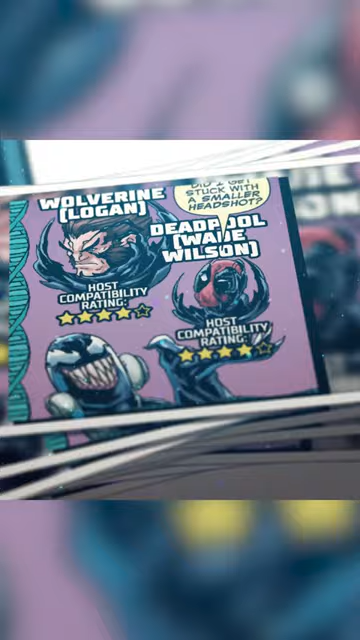 WOLVERINE
(LOGAN)
HOST
COMPATIBILITY
RATING:
DID I GET
STUCK WITH
A SMALLER
HEADSHOT?
DEADPOOL
(WADE
WILSON)
HOST
COMPATIBILITY
RATING: